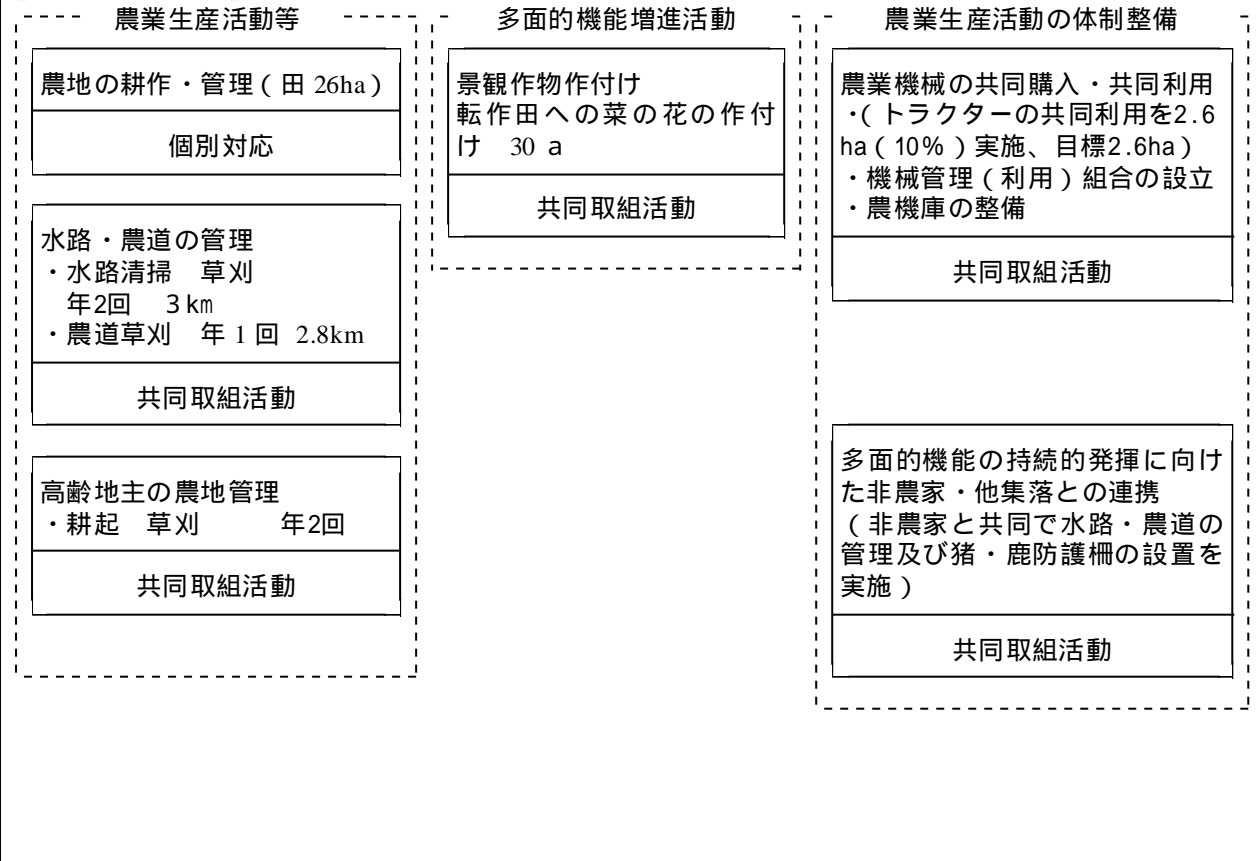 農業生産活動等
農地の耕作・管理(田 26ha)
個別対応
水路・農道の管理
・水路清掃 草刈
年2回 3㎞
・農道草刈 年1回 2.8km
共同取組活動
高齢地主の農地管理
・耕起 草刈 年2回
共同取組活動
多面的機能増進活動
景観作物作付け
転作田への菜の花の作付
け 30a
共同取組活動
農業生産活動の体制整備
農業機械の共同購入・共同利用
・(トラクターの共同利用を2.6
ha(10%)実施、目標2.6ha)
・機械管理(利用)組合の設立
・農機庫の整備
共同取組活動
多面的機能の持続的発揮に向け
た非農家・他集落との連携
(非農家と共同で水路・農道の
管理及び猪・鹿防護柵の設置を
実施)
共同取組活動